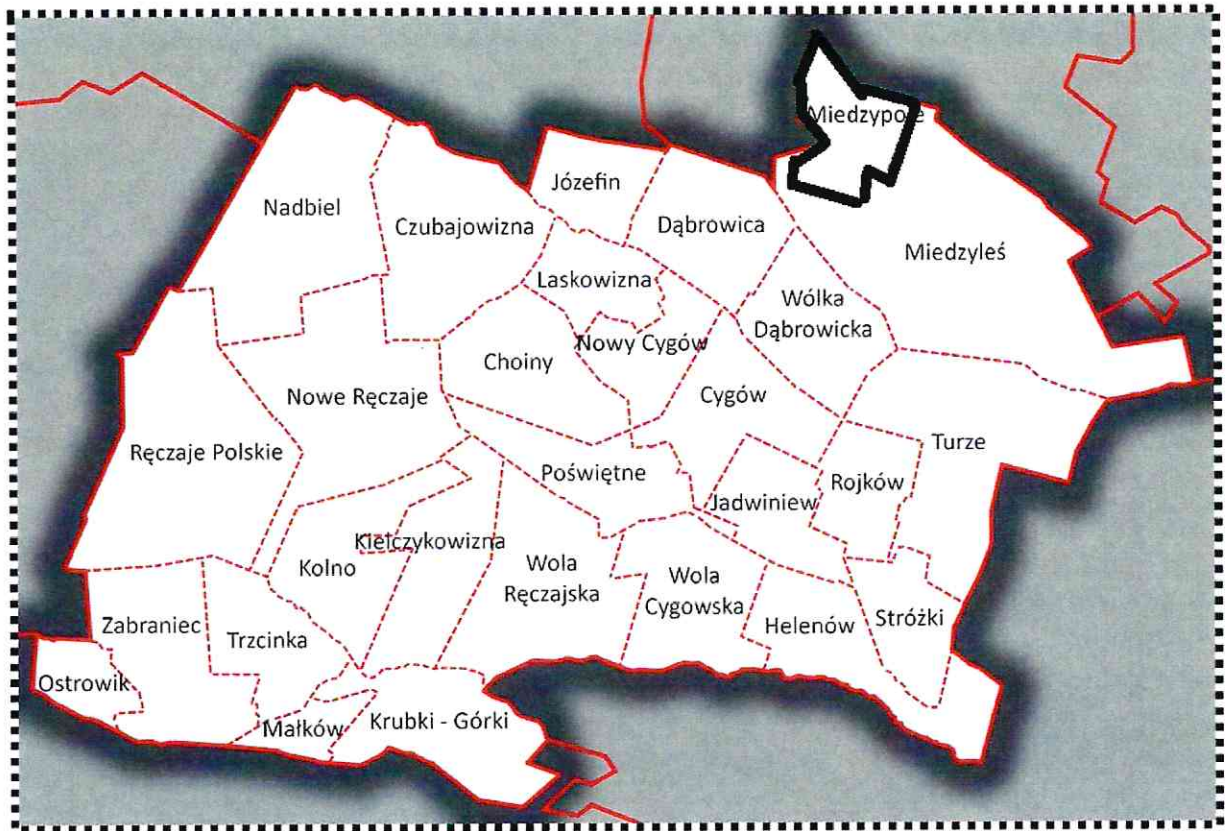 Miedzypole
Józefin
Nadbiel
Czubajowizna
Dąbrowica
Miedzyleś
Laskowizna
Wólka
Dąbrowicka
Nowy Cygów
Choiny
Nowe Ręczaje
Cygów
Ręczaje Polskie
Turze
Poświętne
Rojków
Jadwiniew
Kielczykowizna
Kolno
Wola
Ręczajska
Wola
Cygowska
Zabraniec
Trzcinka
Helenów
Stróżki
Ostrowik
Małków
Krubki - Górki